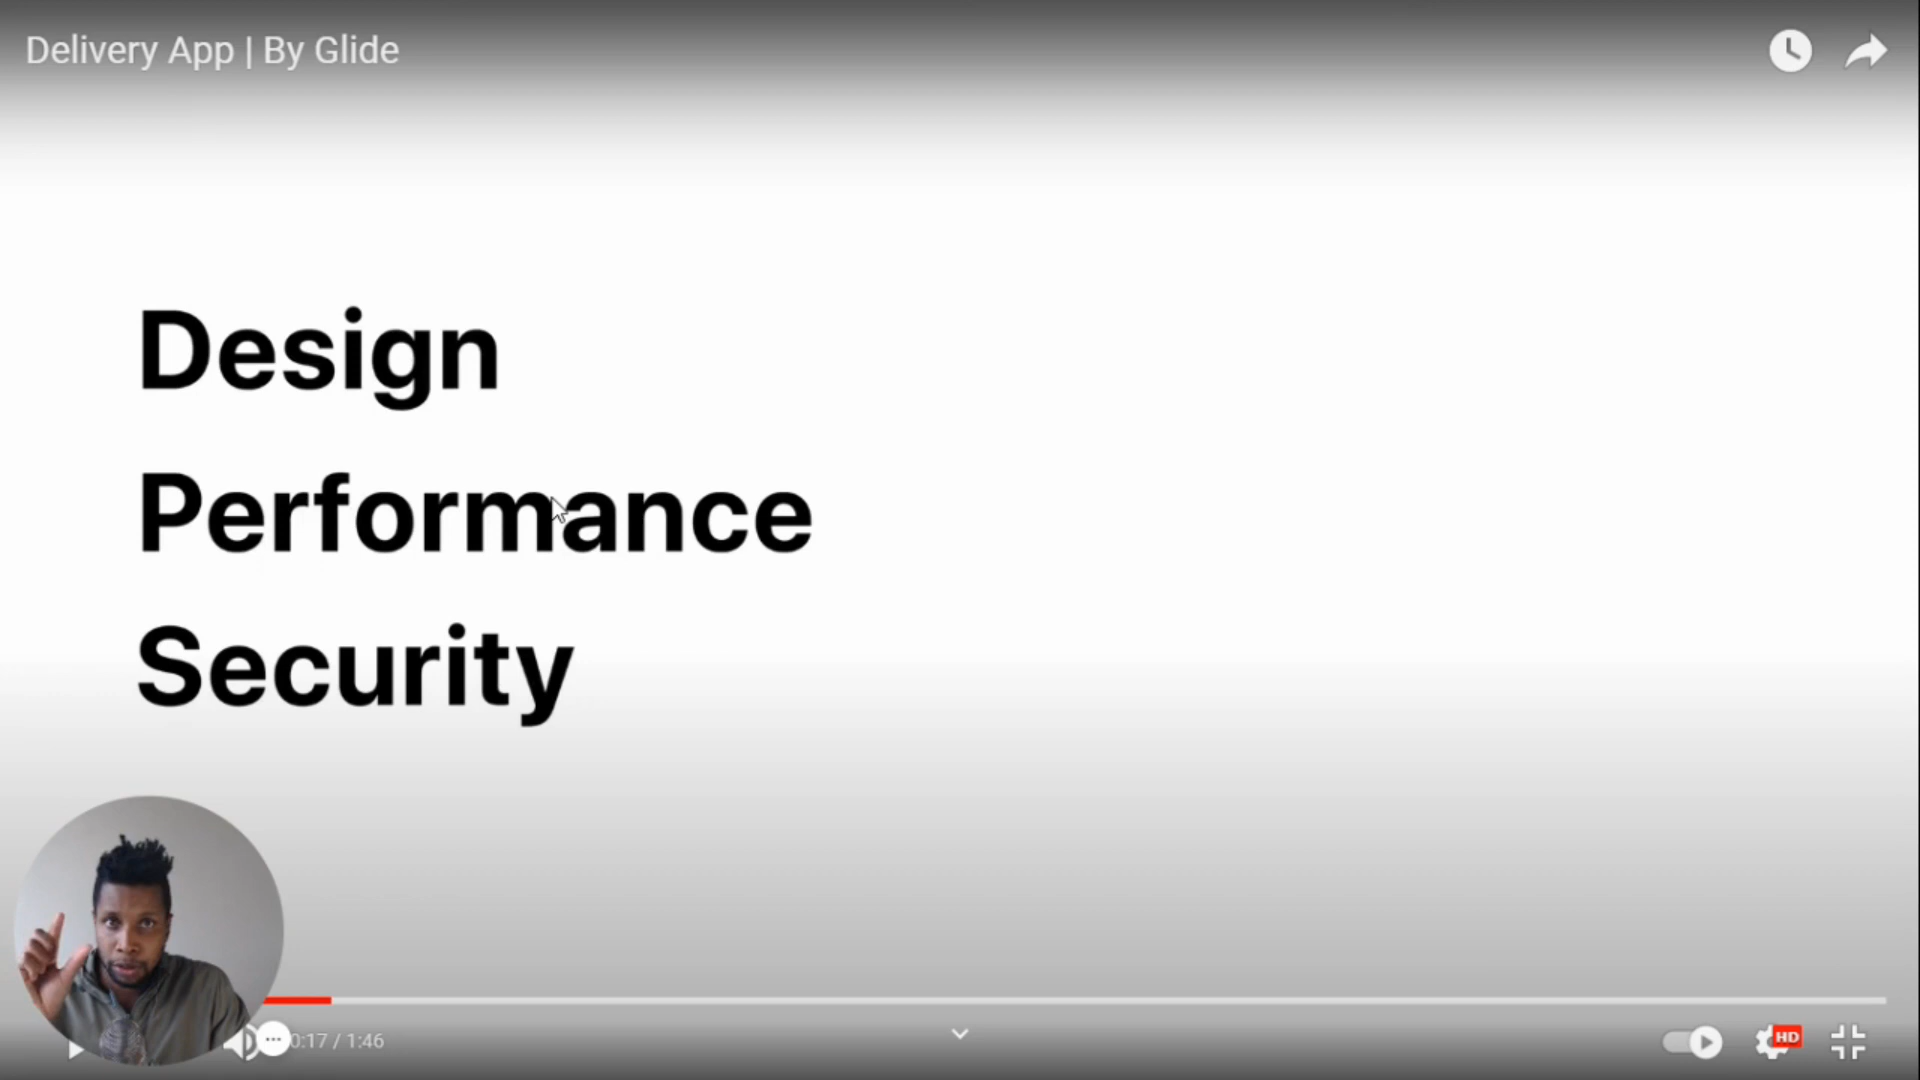 Delivery App | By Glide
Design
Performance
Security
0:17 / 1:46
HD